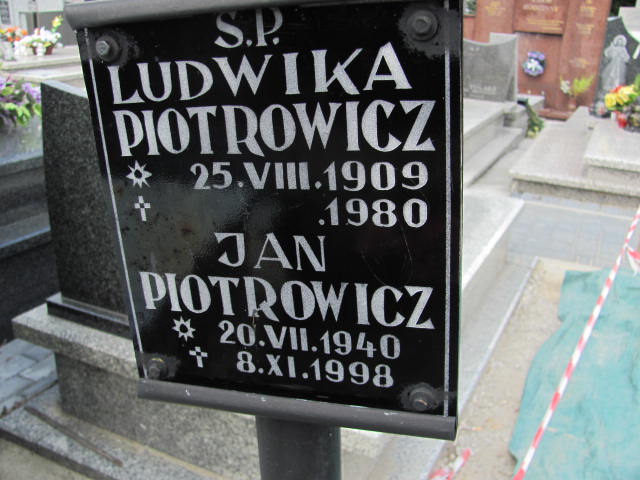 Ś.P.
LUDWIKA
PIOTROWICZ
25.VIII.1909
.1980
JAN
PIOTROWICZ
20.VII.1940
8.XI.1998